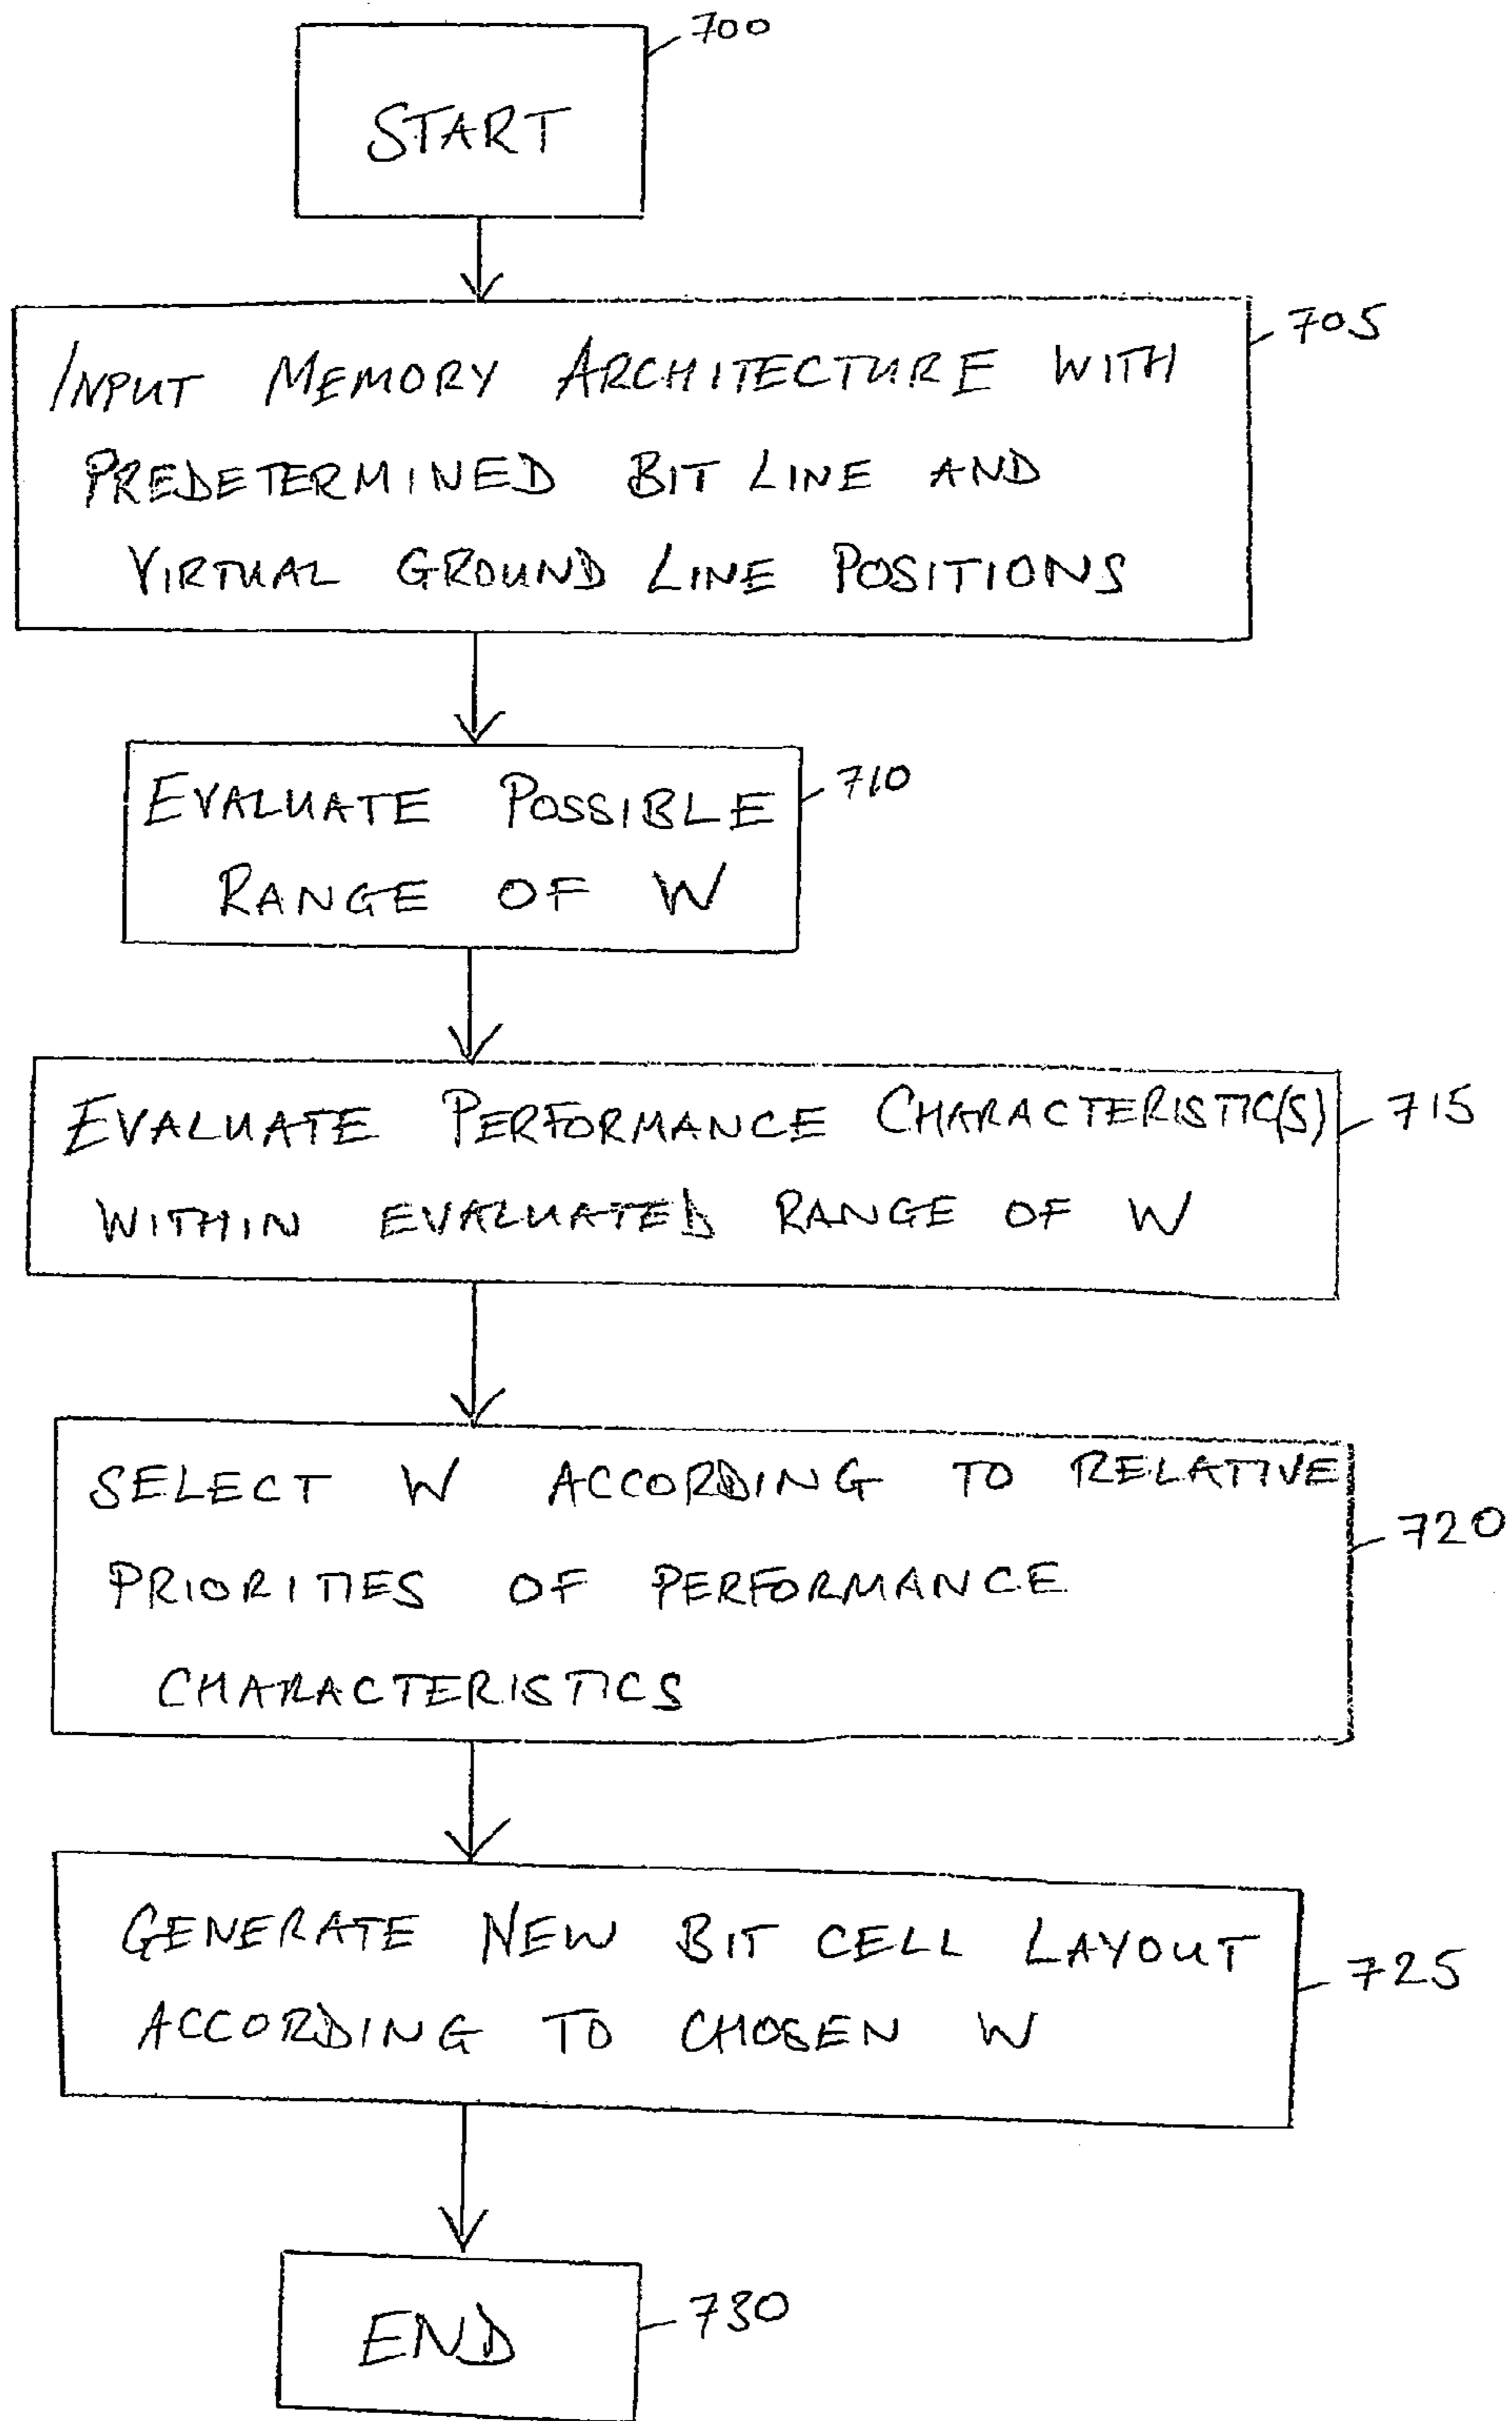 700
START
705
INPUT MEMORY ARCHITECTURE WITH
PREDETERMINED BIT LINE AND
VIRTUAL GROUND LINE POSITIONS
710
EVALUATE POSSIBLE
RANGE OF W
EVALUATE PERFORMANCE CHARACTERISTIC(S)
715
WITHIN EVALUATED RANGE OF W
SELECT W ACCORDING TO RELATIVE
720
PRIORITIES OF PERFORMANCE
CHARACTERISTICS
GENERATE NEW BIT CELL LAYOUT
725
ACCORDING TO CHOSEN W
730
END